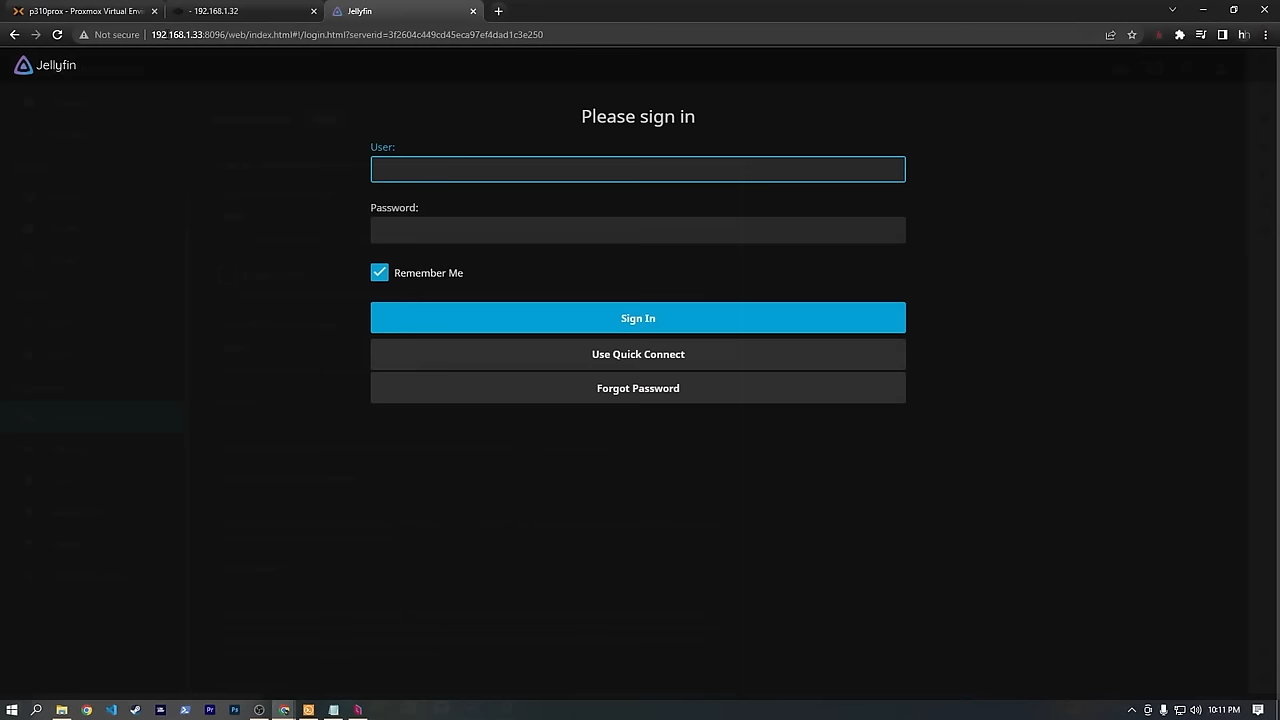 p310prox - Proxmox Virtual Env
- 192.168.1.32
Jellyfin
Not secure
192.168.1.33:8096/web/index.html#!/login.html?serverid=3f2604c449cd45eca97ef4dad1c3e250
Jellyfin
Please sign in
User:
Password:
Remember Me
Sign In
Use Quick Connect
Forgot Password
Pr
Ps
10:11 PM